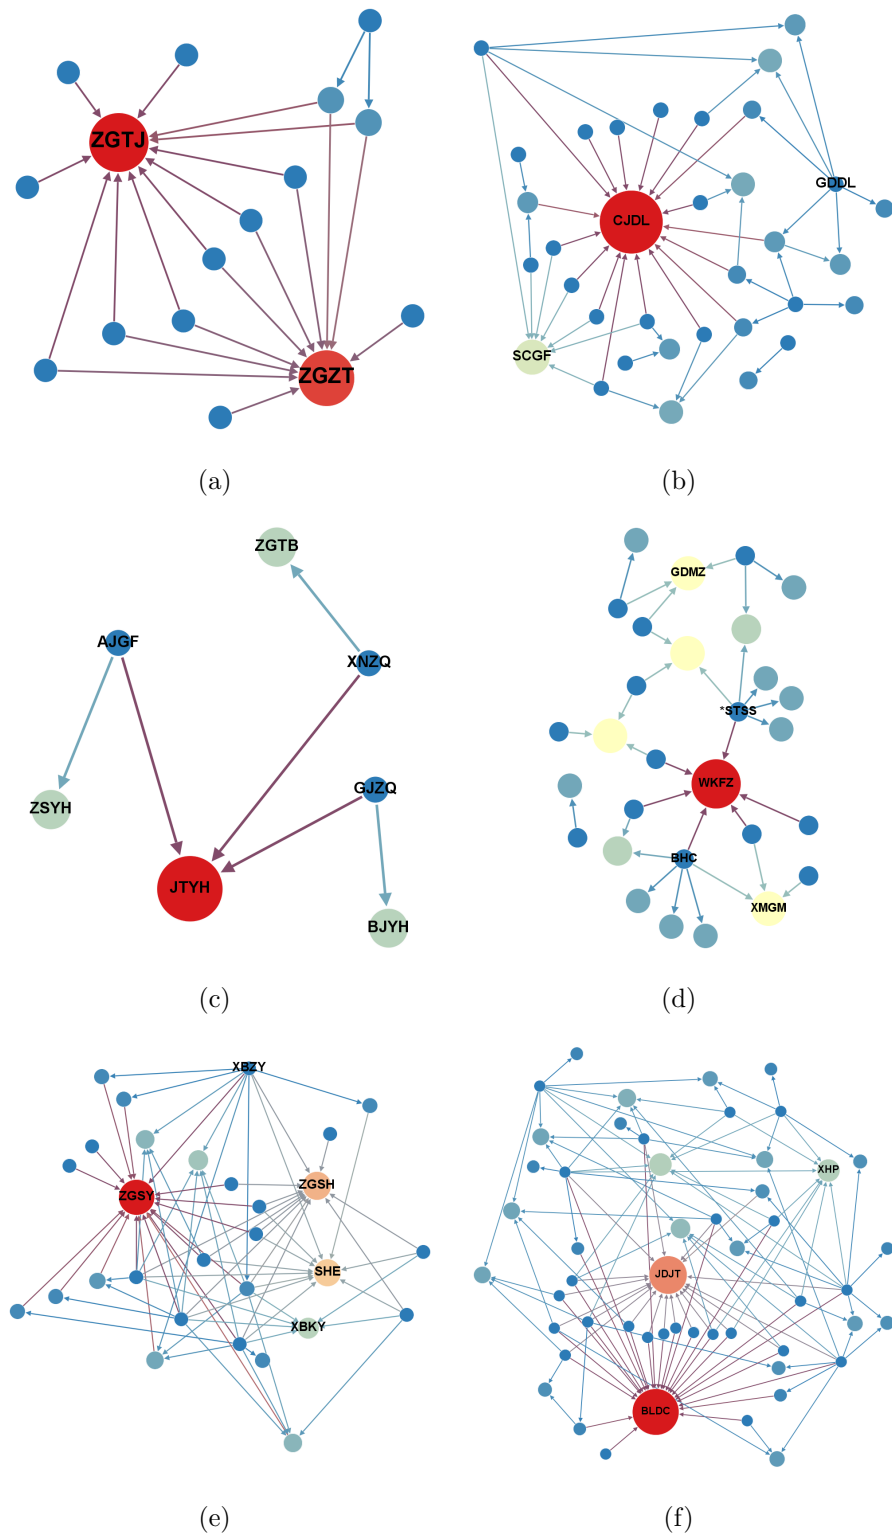 ZGTJ
ZGZT
(a)
GDDL
CJDL
SCGF
(b)
ZGTB
AJGF
XNZQ
GJZQ
ZSYH
JTYH
BJYH
(c)
GDMZ
*STSS
WKFZ
BHC
XMGM
(d)
XBZY
ZGSH
ZGSY
SHE
XBKY
(e)
XHP
JDJT
BLDC
(f)